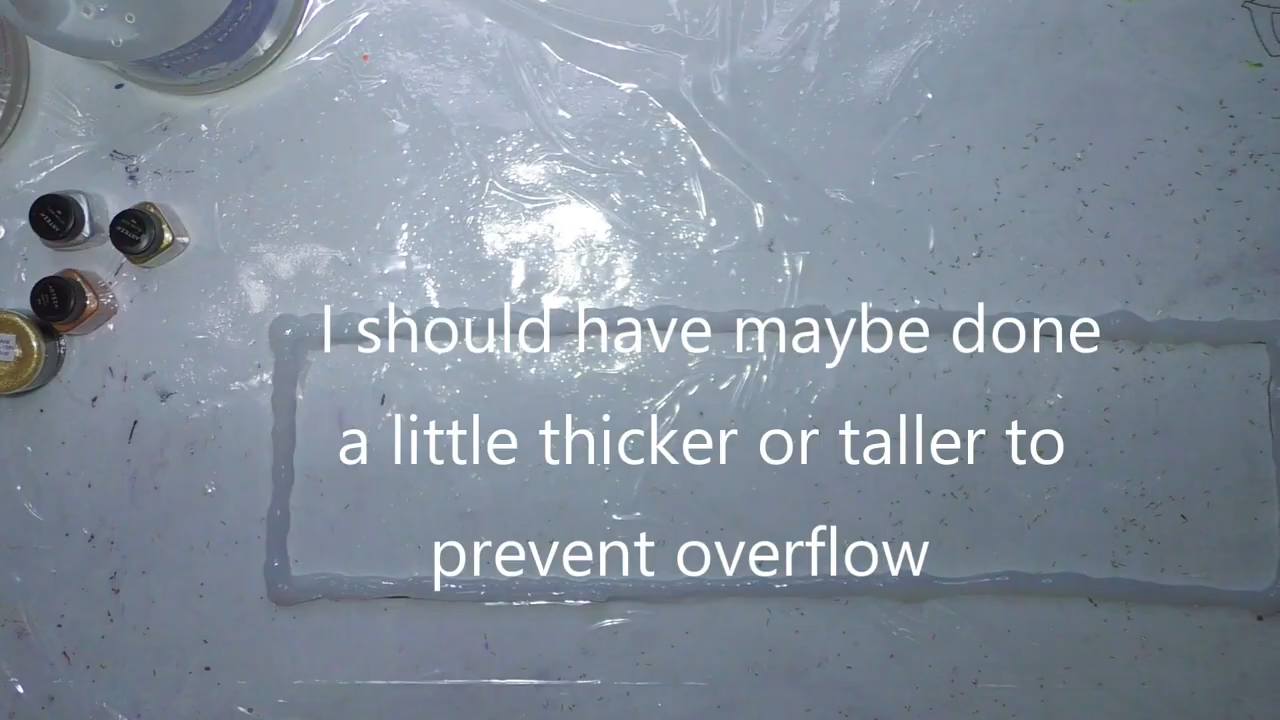 I should have maybe done
a little thicker or taller to
prevent overflow